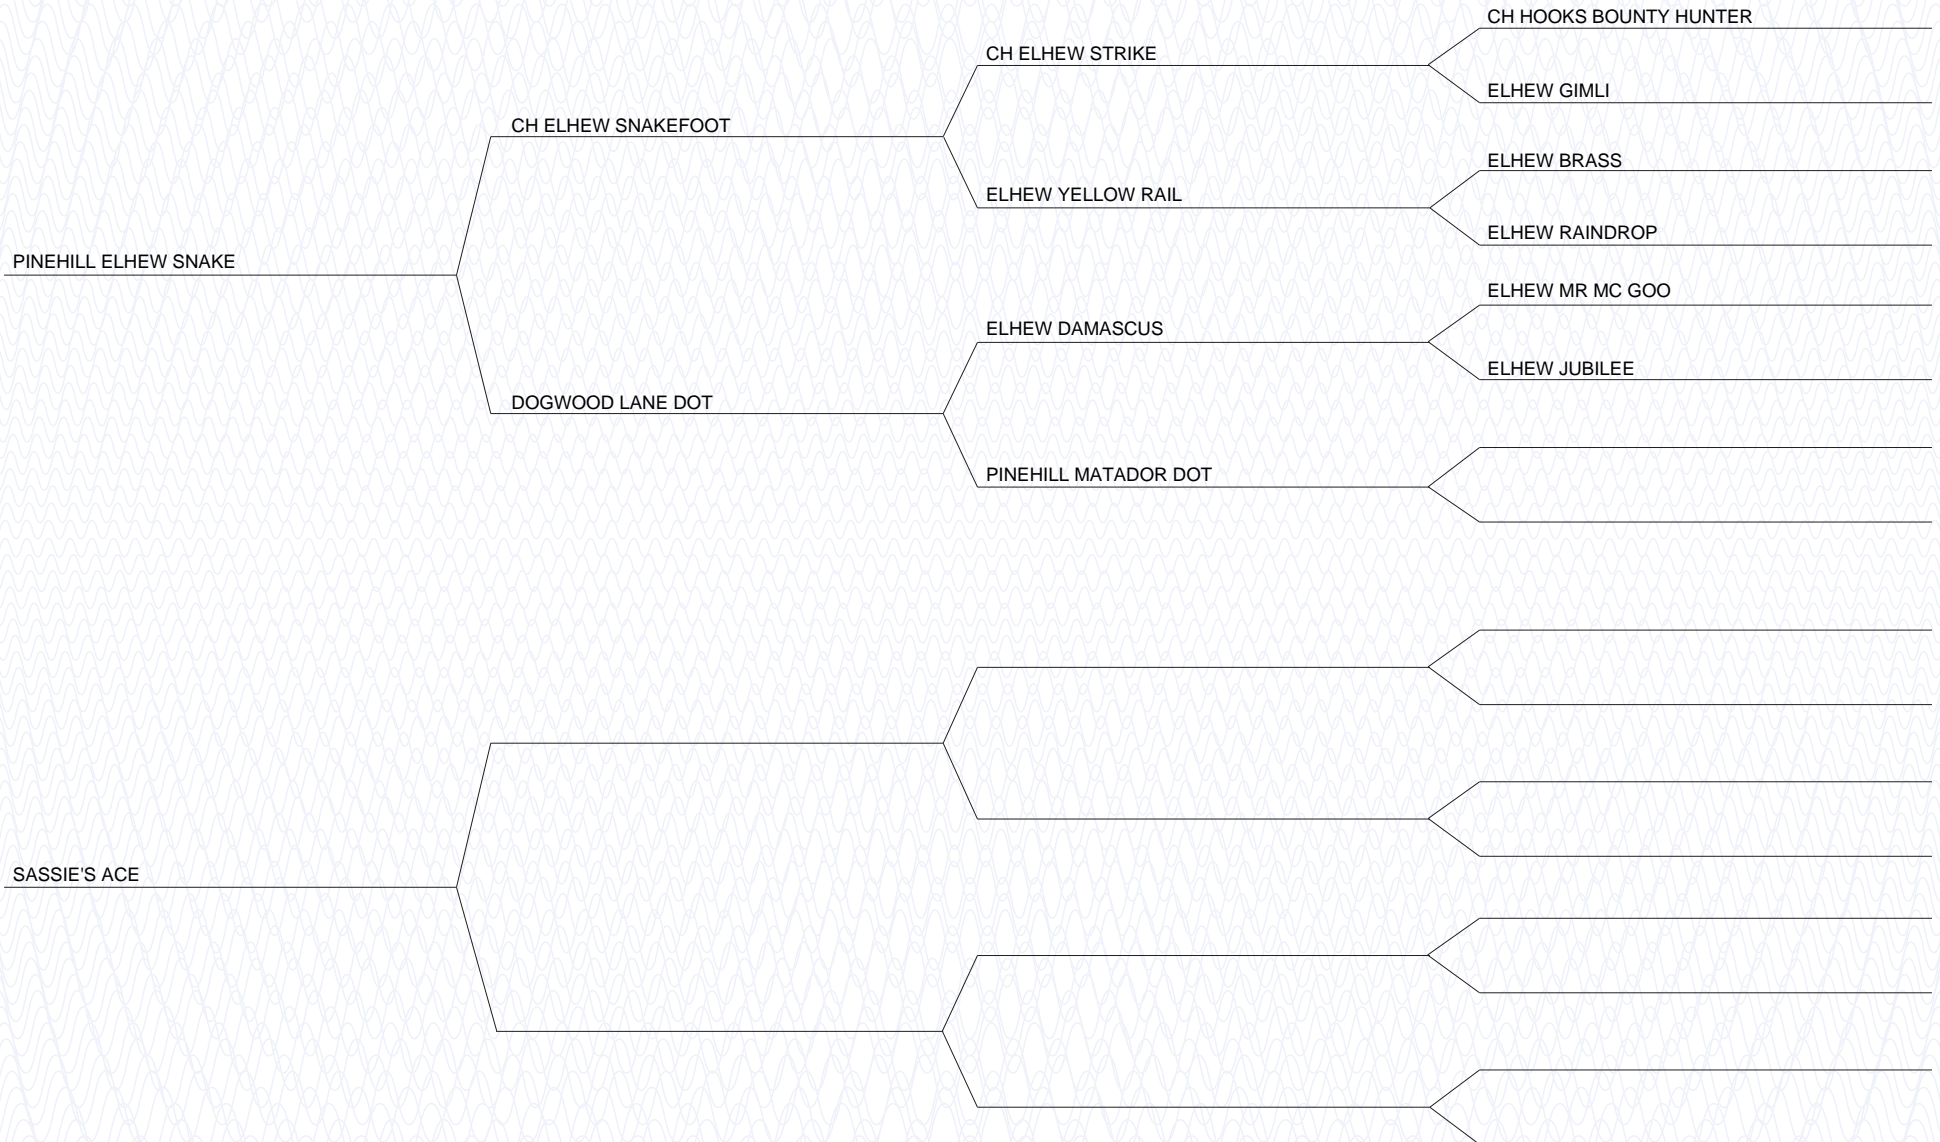 CH HOOKS BOUNTY HUNTER
CH ELHEW STRIKE
ELHEW GIMLI
CH ELHEW SNAKEFOOT
ELHEW BRASS
ELHEW YELLOW RAIL
ELHEW RAINDROP
PINEHILL ELHEW SNAKE
ELHEW MR MC GOO
ELHEW DAMASCUS
ELHEW JUBILEE
DOGWOOD LANE DOT
PINEHILL MATADOR DOT
SASSIE'S ACE